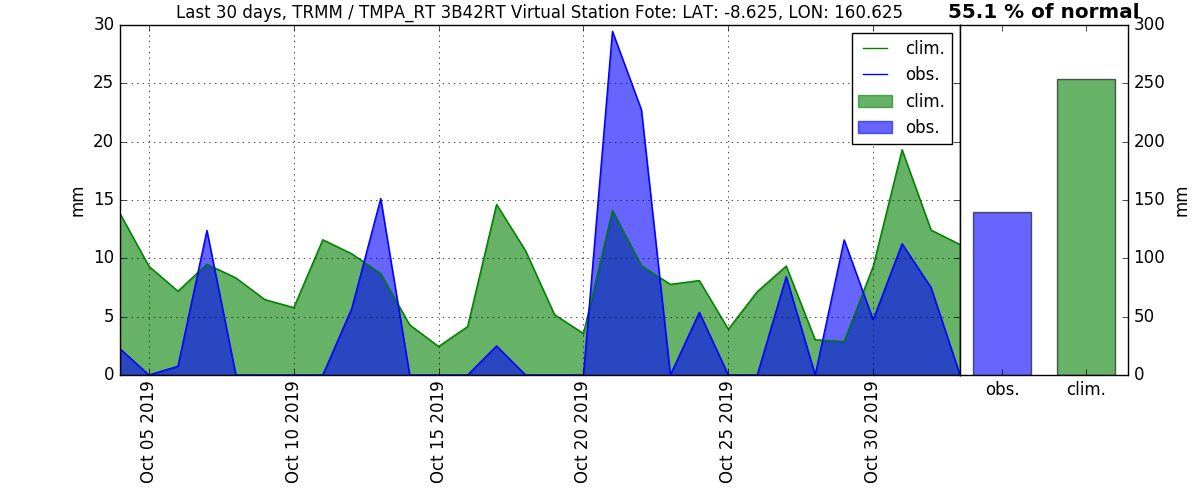 Last 30 days, TRMM / TMPA_RT 3B42RT Virtual Station Fote: LAT: -8.625, LON: 160.625
55.1 % of normal
30
25
20
15
10
5
0
mm
clim.
obs.
clim.
obs.
300
250
200
150
100
50
0
mm
Oct 05 2019
Oct 10 2019
Oct 15 2019
Oct 20 2019
Oct 25 2019
Oct 30 2019
obs.
clim.